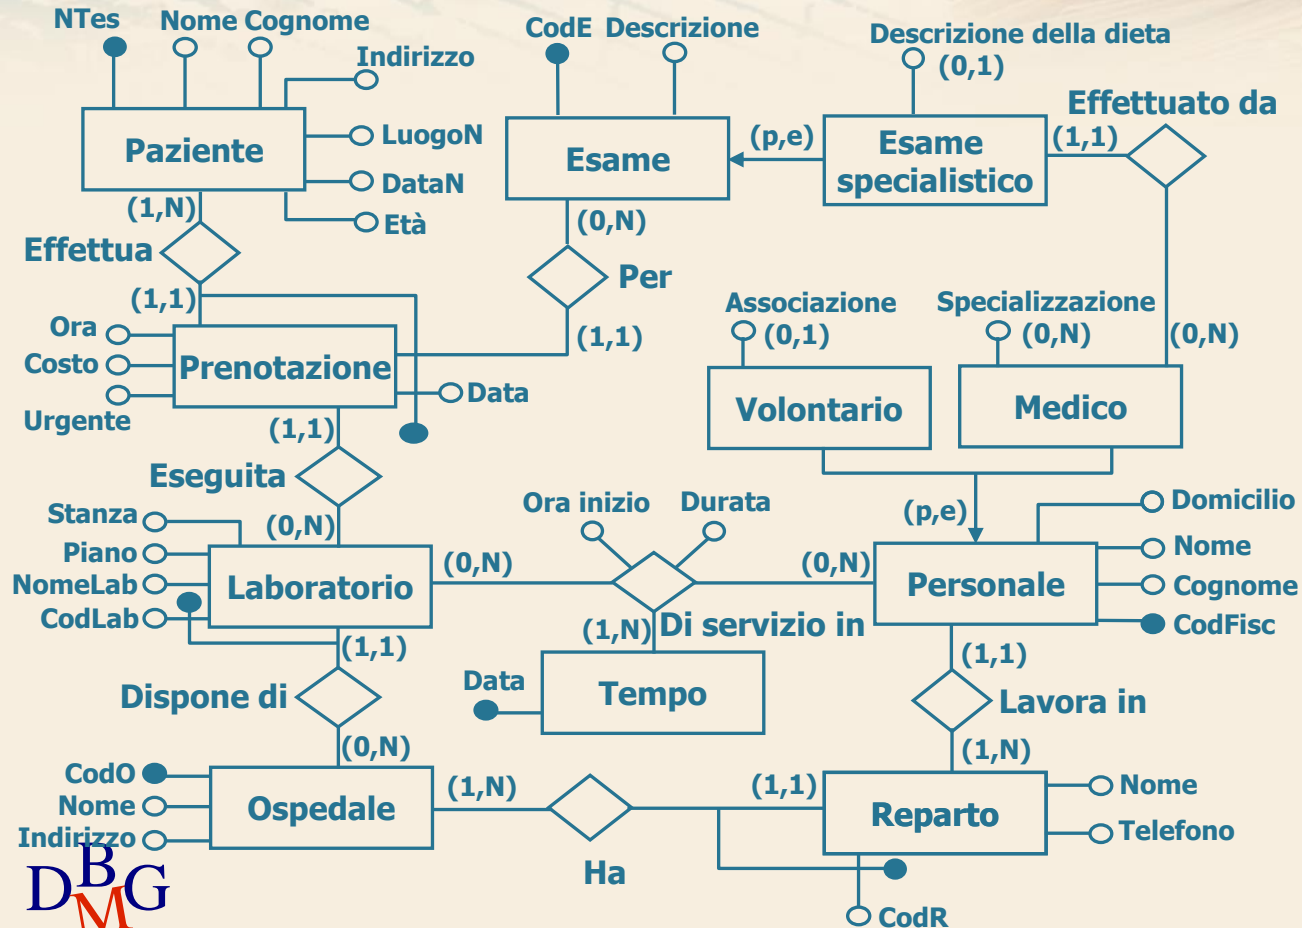 NTes
Nome Cognome
Indirizzo
Paziente
LuogoN
DataN
Età
(1,N)
Effettua
(1,1)
CodE Descrizione
Esame
(p,e)
Descrizione della dieta
(0,1)
Esame
specialistico
(1,1)
Effettuato da
(0,N)
Per
(1,1)
Ora
Costo
Urgente
Prenotazione
Data
(1,1)
Eseguita
(0,N)
Associazione
(0,1)
Volontario
Specializzazione
(0,N)
(0,N)
Medico
(p,e)
Stanza
Piano
NomeLab
CodLab
Laboratorio
(0,N)
Ora inizio
Durata
(0,N)
Di servizio in
(1,N)
Data
Tempo
Personale
Domicilio
Nome
Cognome
CodFisc
(1,1)
Lavora in
(1,N)
(1,1)
Dispone di
(0,N)
CodO
Nome
Indirizzo
Ospedale
(1,N)
Ha
(1,1)
Reparto
Nome
Telefono
CodR
DBMG